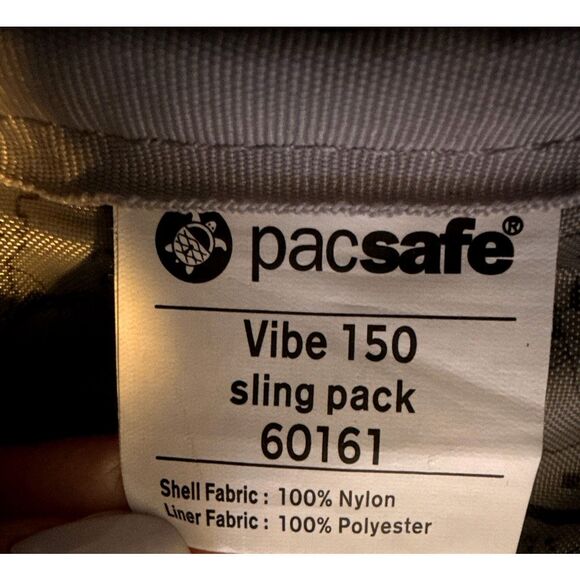 pacsafe®
Vibe 150
sling pack
60161
Shell Fabric : 100% Nylon
Liner Fabric : 100% Polyester